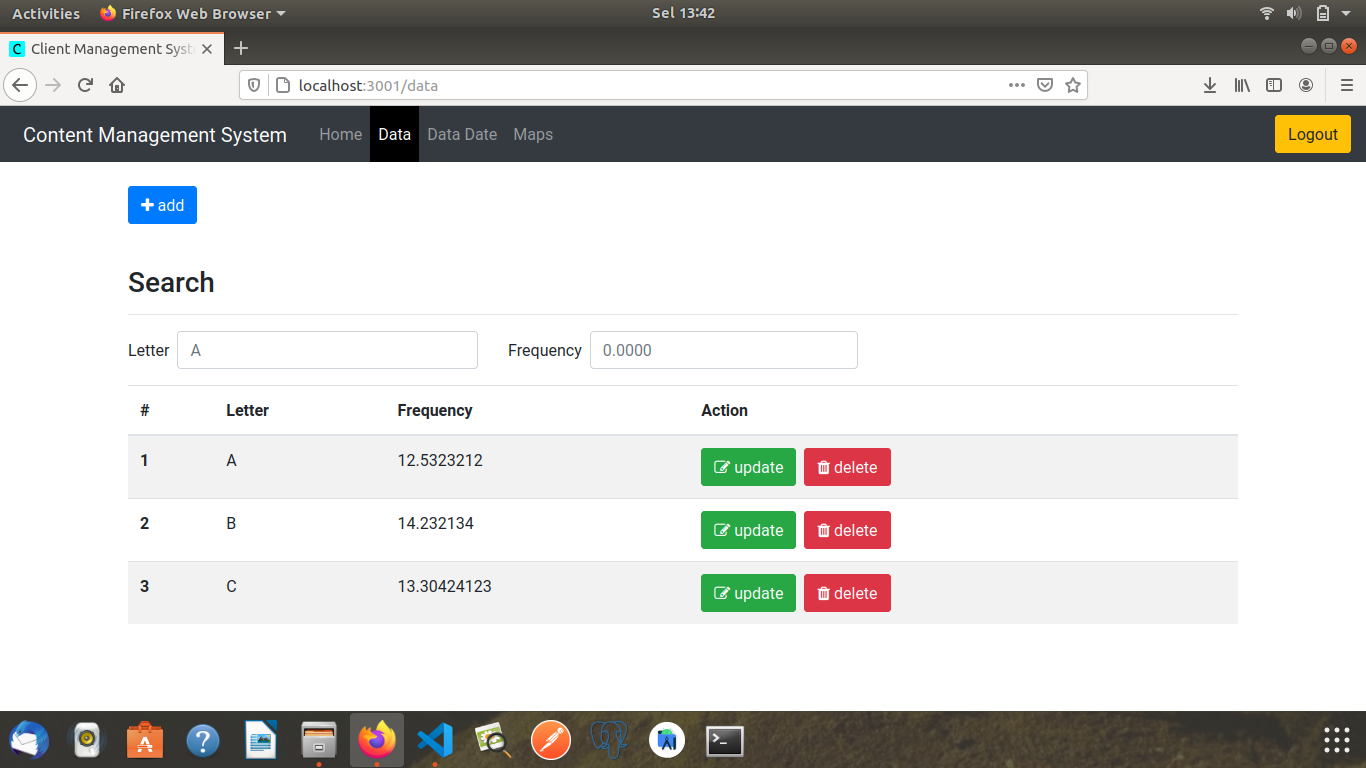 Activities Firefox Web Browser Sel 13:42
C Client Management Syst
localhost:3001/data
Content Management System Home Data Data Date Maps Logout
add
Search
Letter A Frequency 0.0000
# Letter Frequency Action
1 A 12.5323212 update delete
2 B 14.232134 update delete
3 C 13.30424123 update delete